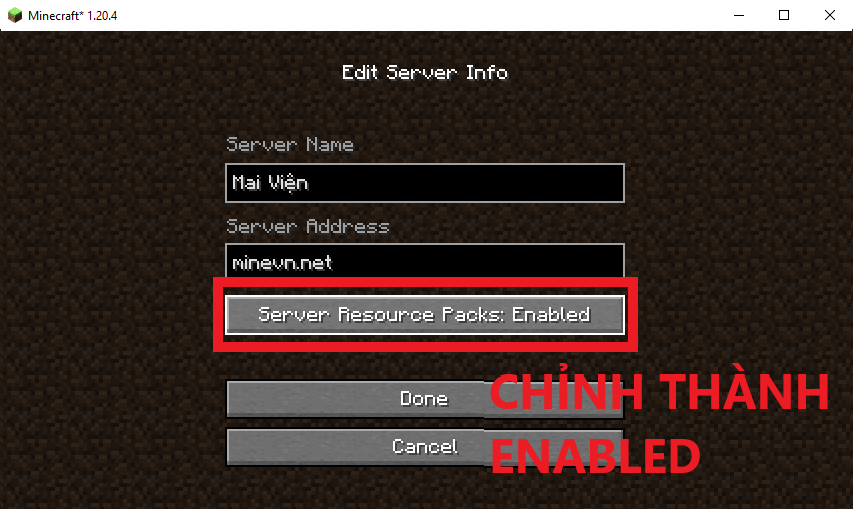 Minecraft* 1.20.4
Edit Server Info
Server Name
Mai Viện
Server Address
minevn.net
Server Resource Packs: Enabled
Done
Cancel
CHỈNH THÀNH
ENABLED